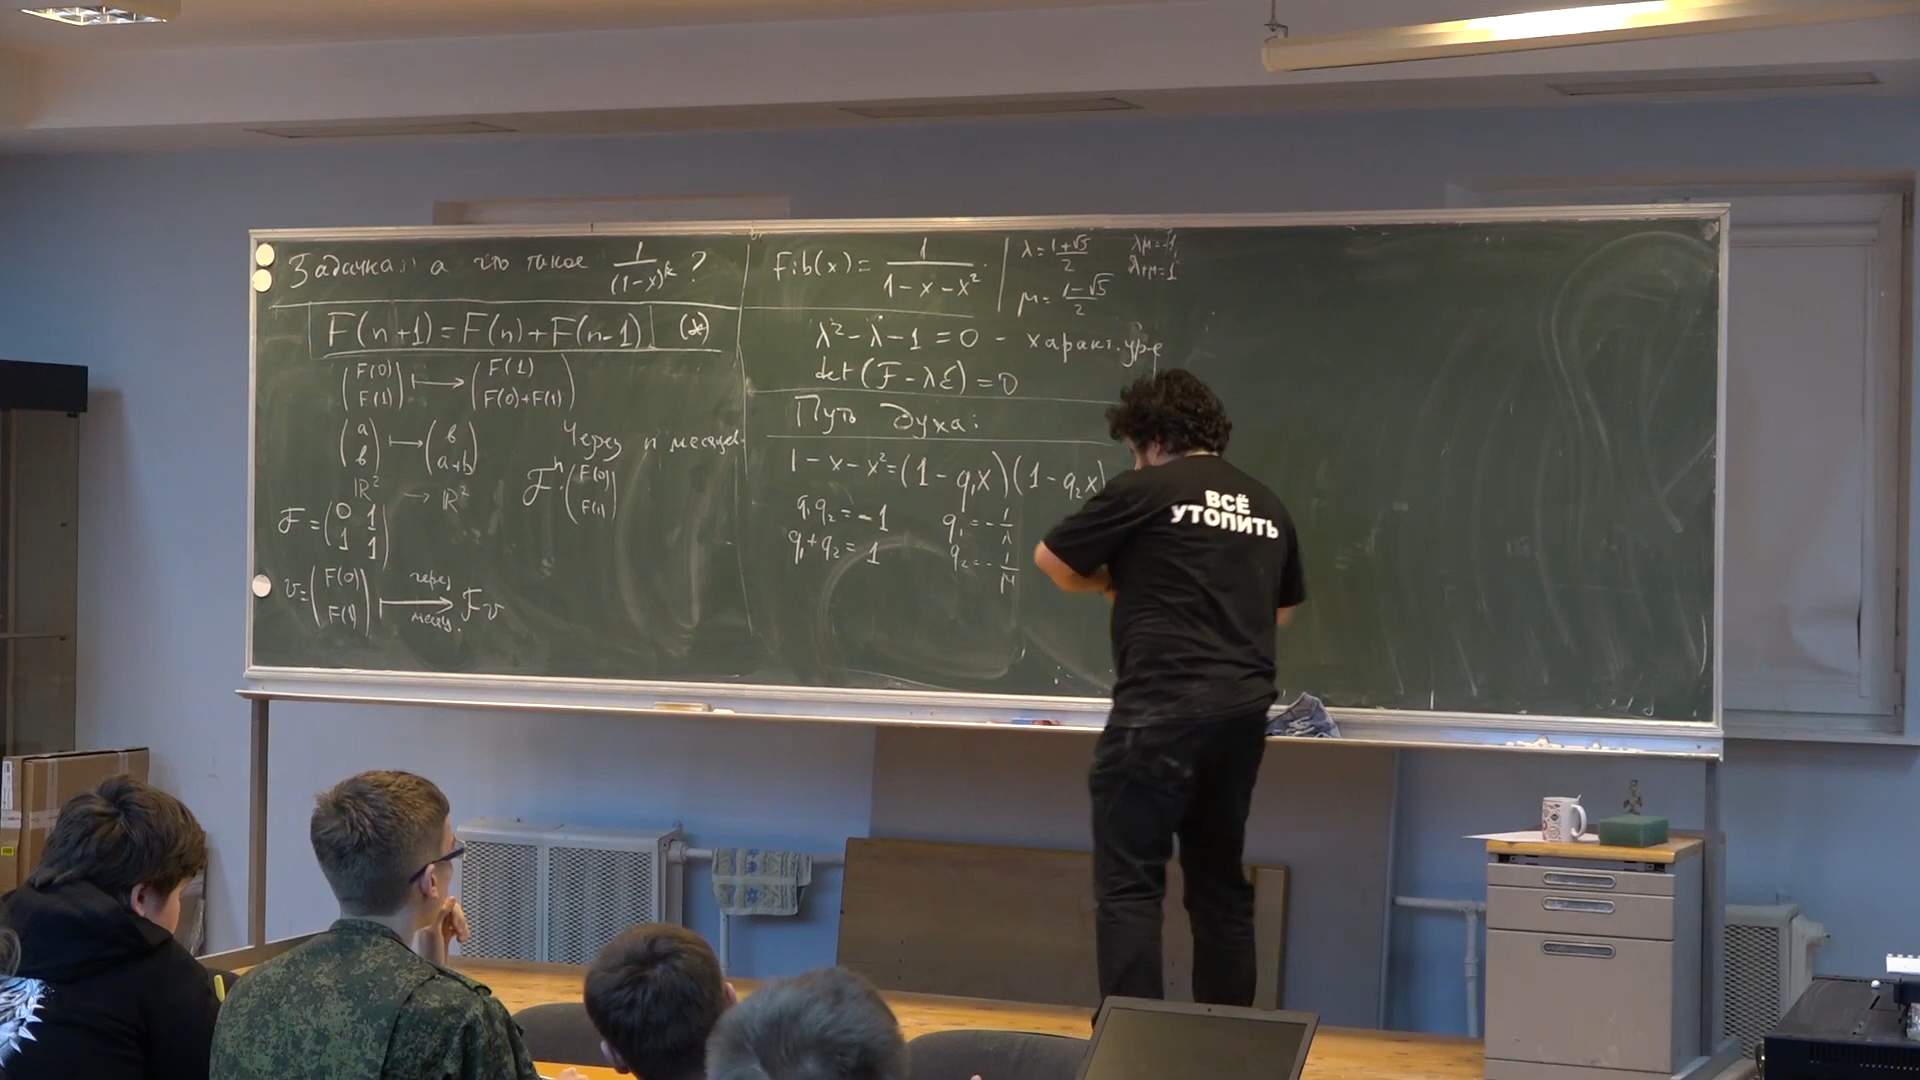 Задачка: а что такое 1/(1-x)^k ?
F(n+1) = F(n) + F(n-1) (*)
(F(0) F(1)) ↦ (F(1) F(0)+F(1))
(a b) ↦ (b a+b)
ℝ² → ℝ²
Через n месяцев
F^n · (F(0) F(1))
F = (0 1 1 1)
v = (F(0) F(1)) ↦ Fv
через
месяц.
Fib(x) = 1/(1-x-x²)
λ = (1+√5)/2
μ = (1-√5)/2
λμ=-1
λ+μ=1
λ²-λ-1=0 - характ. ур-е
det(F-λE)=0
Путь духа:
1-x-x² = (1-q₁x)(1-q₂x)
q₁q₂ = -1
q₁+q₂ = 1
q₁ = -1/λ
q₂ = -1/μ
ВСЁ
УТОПИТЬ